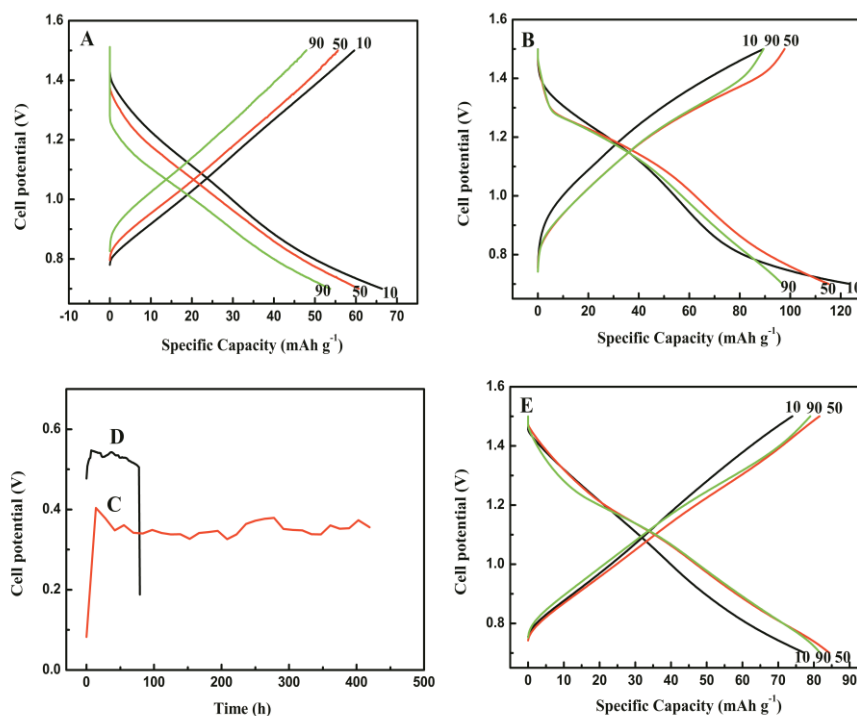 A
90 50 10
Cell potential (V)
1.6
1.4
1.2
1.0
0.8
90 50 10
-10 0 10 20 30 40 50 60 70
Specific Capacity (mAh g⁻¹)
B
10 90 50
Cell potential (V)
1.6
1.4
1.2
1.0
0.8
90 50 10
0 20 40 60 80 100 120
Specific Capacity (mAh g⁻¹)
D
C
Cell potential (V)
0.6
0.4
0.2
0.0
0 100 200 300 400 500
Time (h)
E
10 90 50
Cell potential (V)
1.6
1.4
1.2
1.0
0.8
0.6
10 90 50
0 10 20 30 40 50 60 70 80 90
Specific Capacity (mAh g⁻¹)